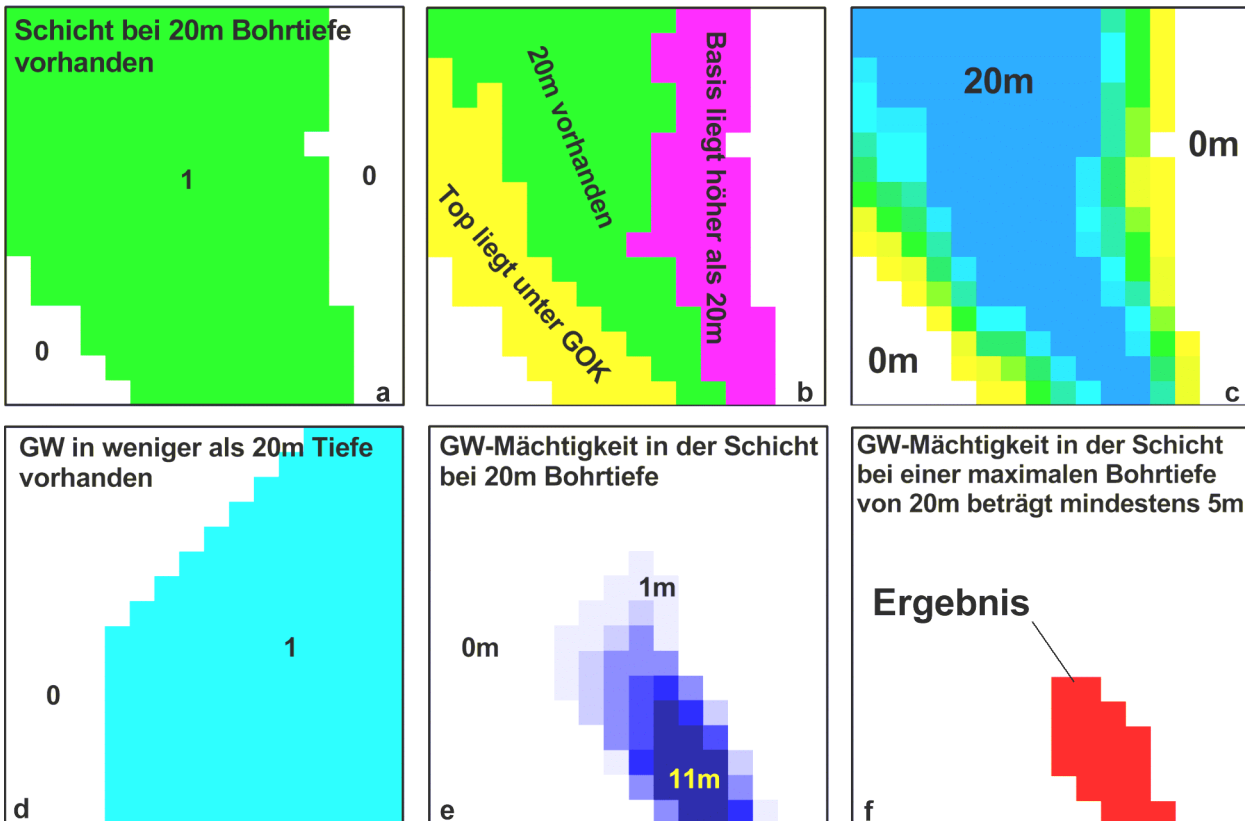 Schicht bei 20m Bohrtiefe
vorhanden
1
0
0
a
20m vorhanden
Basis liegt höher als 20m
Top liegt unter GOK
b
20m
0m
0m
c
GW in weniger als 20m Tiefe
vorhanden
1
0
d
GW-Mächtigkeit in der Schicht
bei 20m Bohrtiefe
1m
0m
11m
e
GW-Mächtigkeit in der Schicht
bei einer maximalen Bohrtiefe
von 20m beträgt mindestens 5m
Ergebnis
f